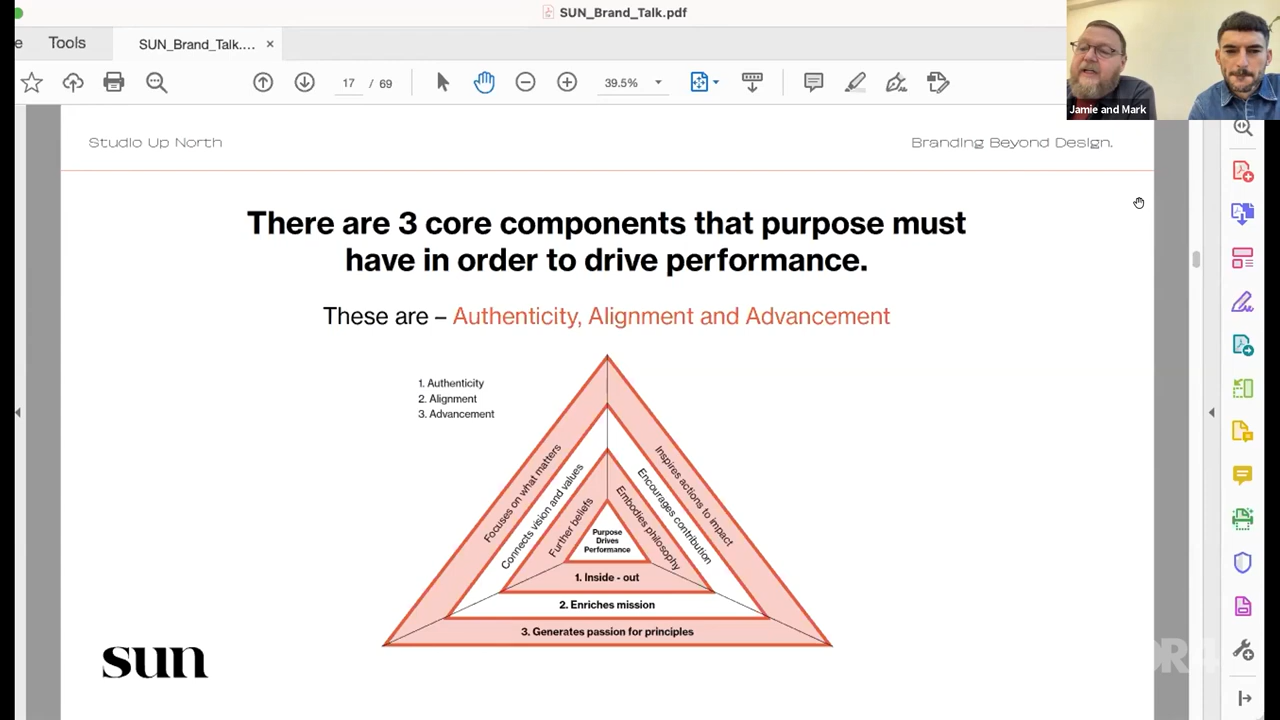 SUN_Brand_Talk.pdf
e
Tools
SUN_Brand_Talk....
17 / 69
39.5%
Jamie and Mark
Studio Up North
Branding Beyond Design.
There are 3 core components that purpose must
have in order to drive performance.
These are – Authenticity, Alignment and Advancement
1. Authenticity
2. Alignment
3. Advancement
Focuses on what matters
Connects vision and values
Further beliefs
Inspires actions to impact
Encourages contribution
Embodies philosophy
Purpose
Drives
Performance
1. Inside - out
2. Enriches mission
3. Generates passion for principles
sun